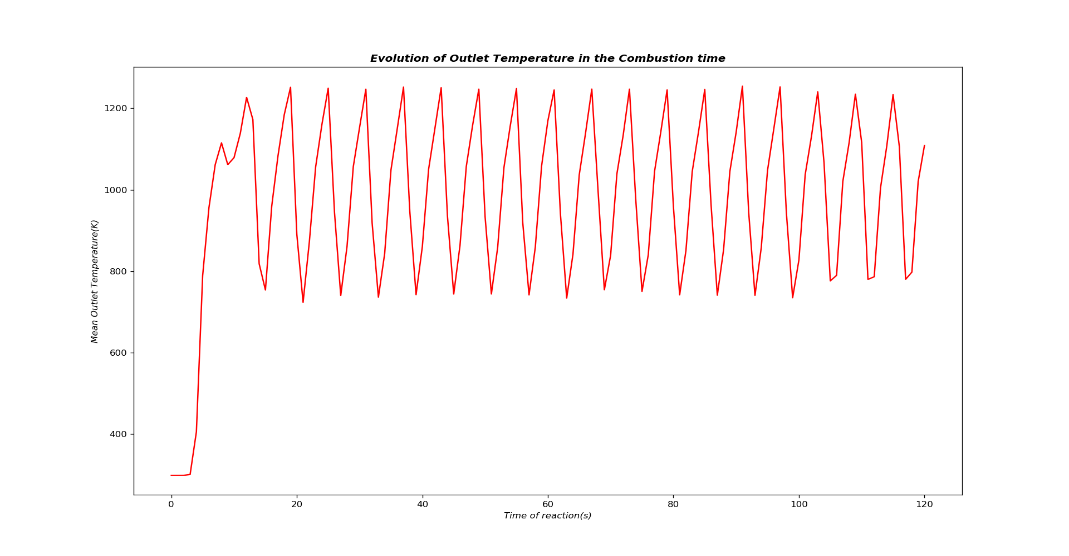 Evolution of Outlet Temperature in the Combustion time
Mean Outlet Temperature(K)
1200
1000
800
600
400
0 20 40 60 80 100 120
Time of reaction(s)